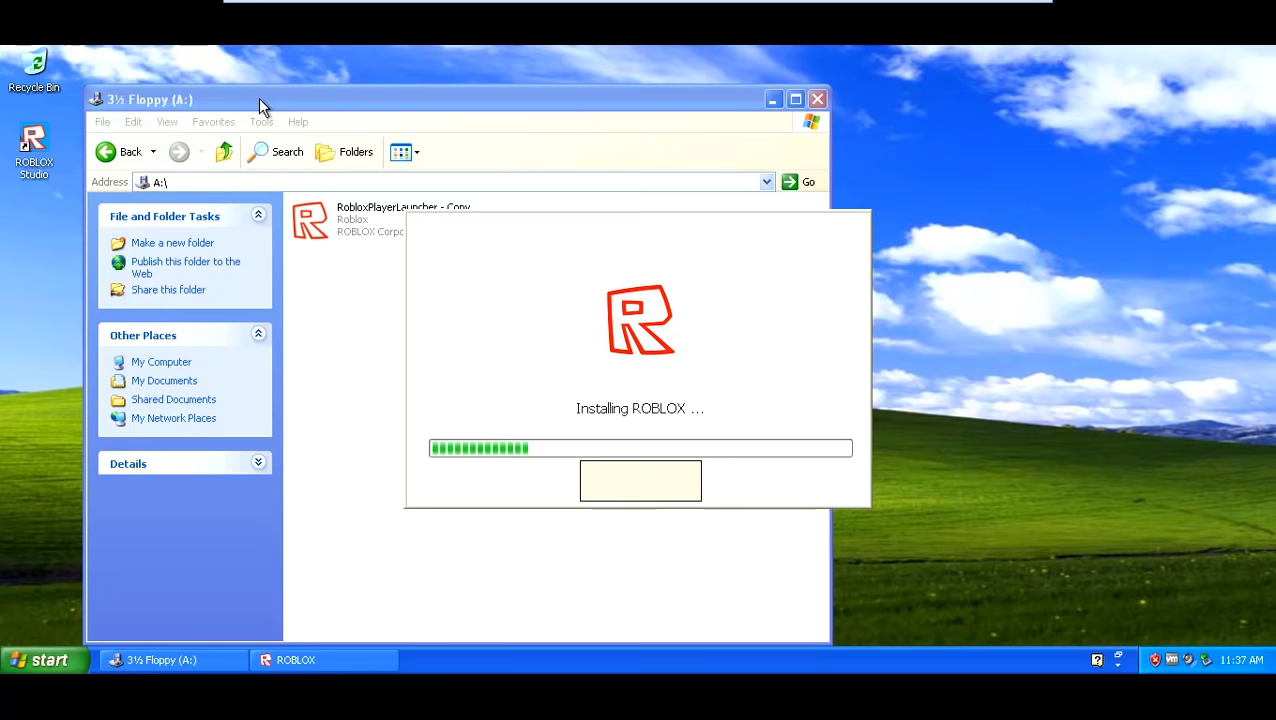 Recycle Bin
ROBLOX
Studio
3½ Floppy (A:)
File Edit View Favorites Tools Help
Back Search Folders
Address A:\ Go
File and Folder Tasks
Make a new folder
Publish this folder to the
Web
Share this folder
Other Places
My Computer
My Documents
Shared Documents
My Network Places
Details
RobloxPlayerLauncher - Copy
Roblox
ROBLOX Corpo
Installing ROBLOX ...
start 3½ Floppy (A:) ROBLOX 11:37 AM